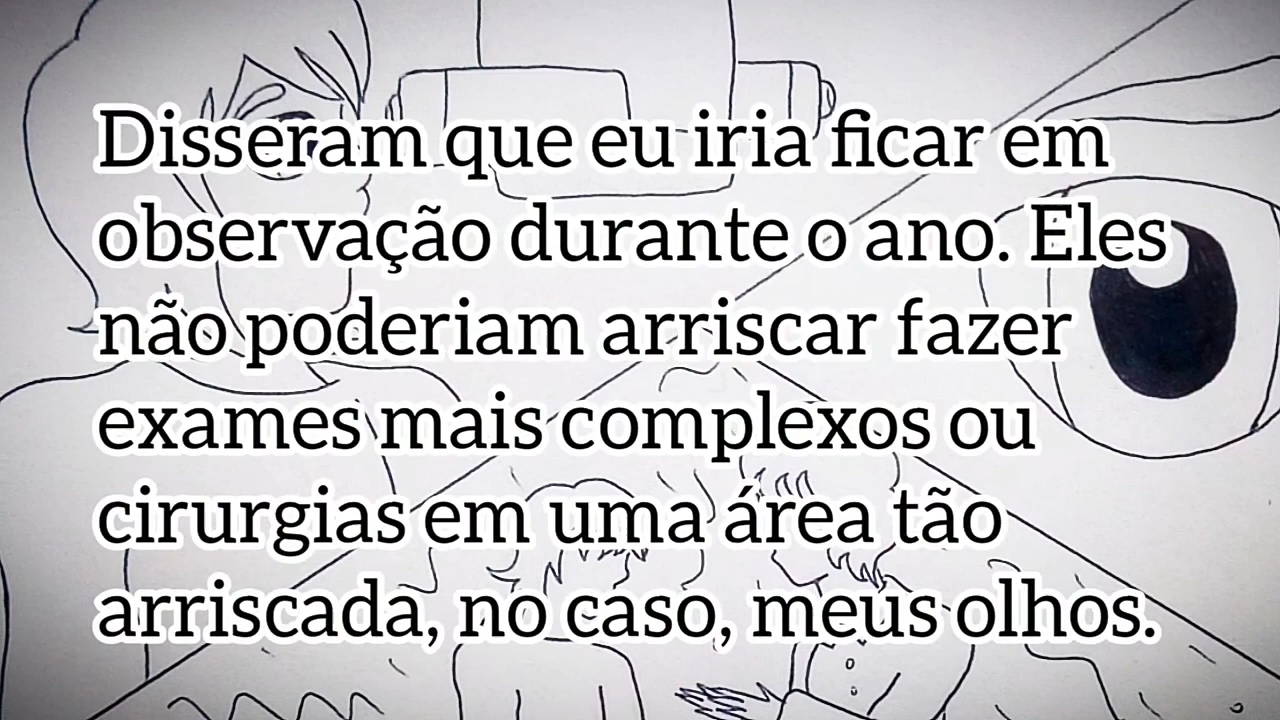 Disseram que eu iria ficar em
observação durante o ano. Eles
não poderiam arriscar fazer
exames mais complexos ou
cirurgias em uma área tão
arriscada, no caso, meus olhos.